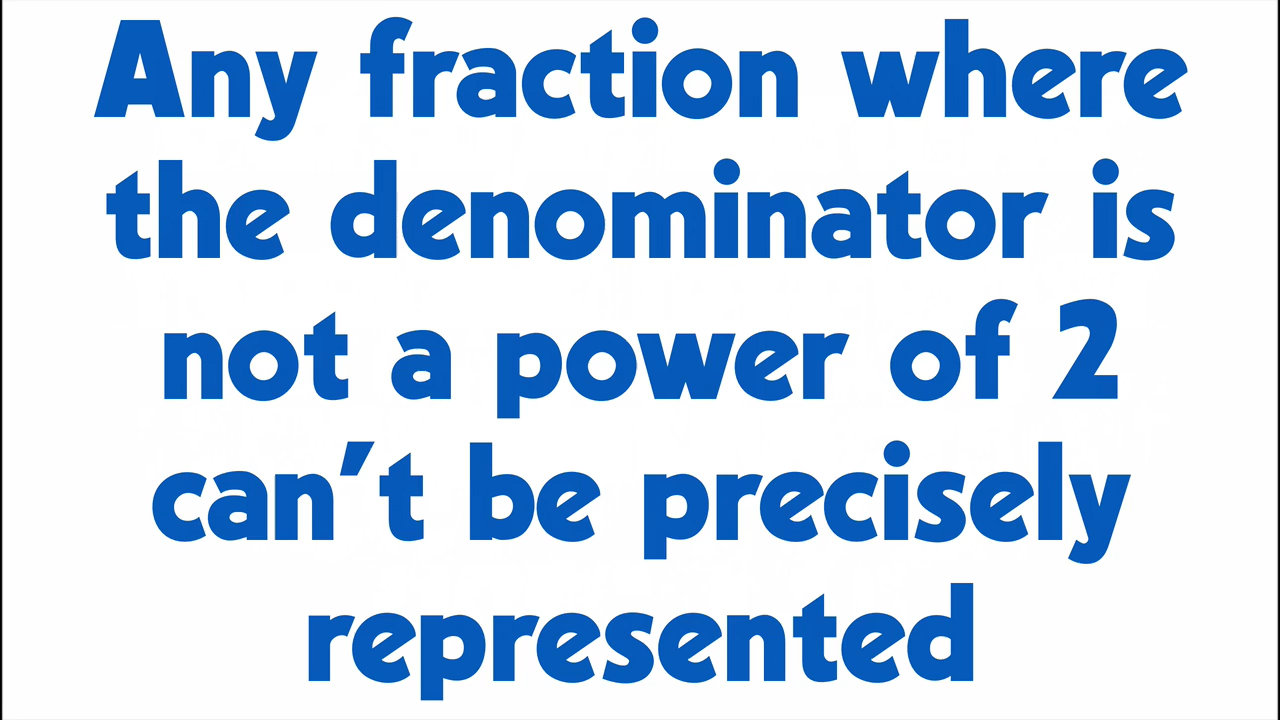 Any fraction where
the denominator is
not a power of 2
can't be precisely
represented